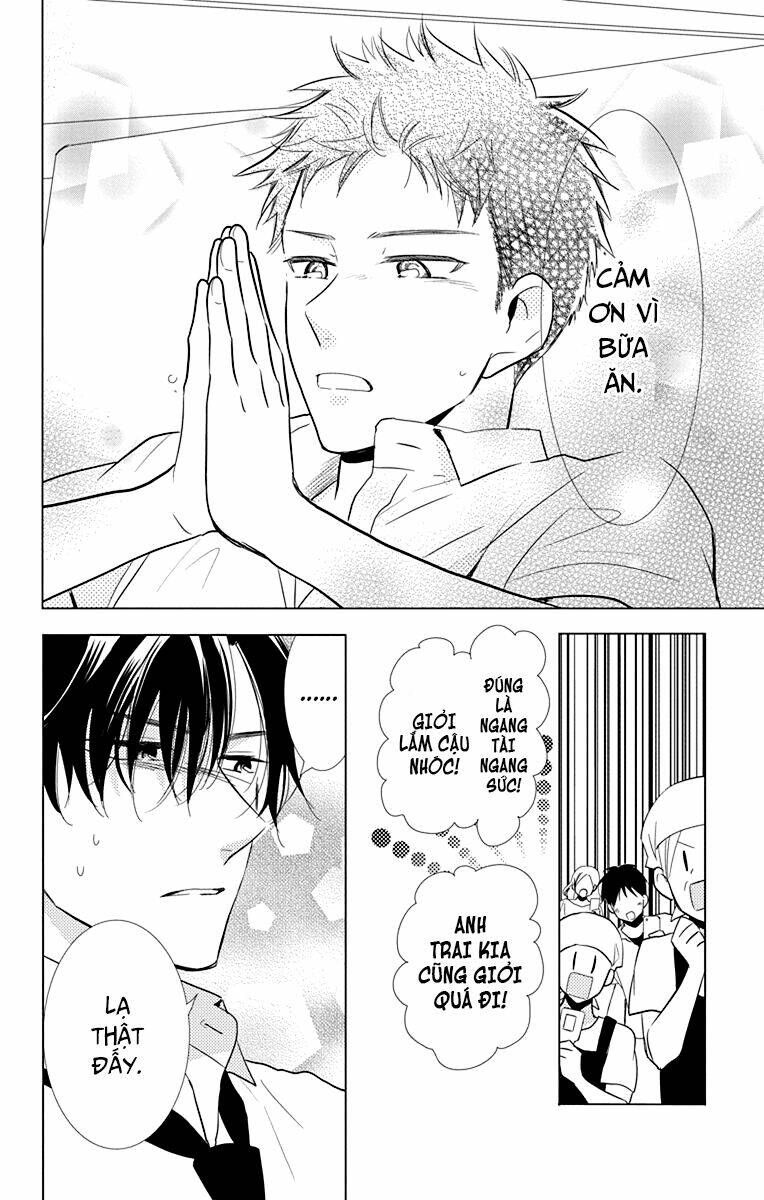 CẢM
ƠN VÌ
BỮA
ĂN.
ĐÚNG
LÀ
NGANG
TÀI
NGANG
SỨC!
GIỎI
LẮM CẬU
NHÓC!
ANH
TRAI KIA
CŨNG GIỎI
QUÁ ĐI!
......
LẠ
THẬT
ĐẤY.